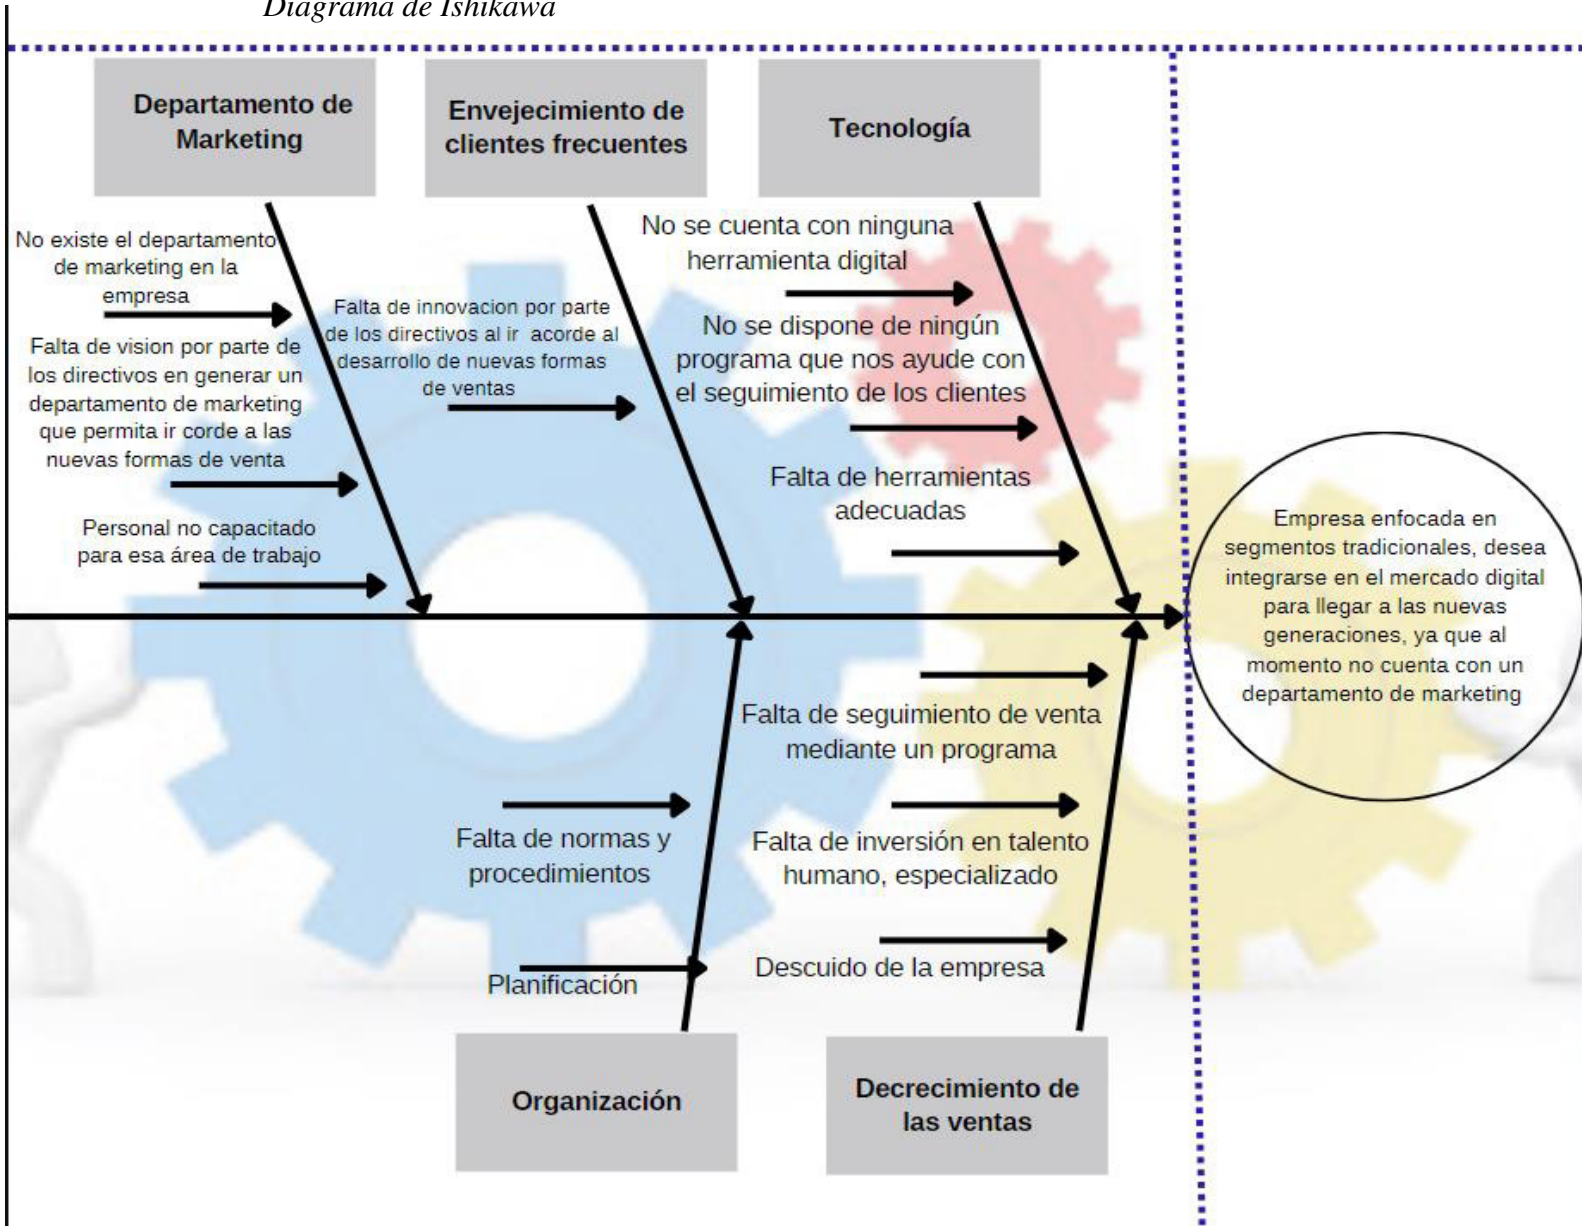 Diagrama de Ishikawa
Departamento de
Marketing
Envejecimiento de
clientes frecuentes
Tecnología
No existe el departamento
de marketing en la
empresa
Falta de vision por parte de
los directivos en generar un
departamento de marketing
que permita ir corde a las
nuevas formas de venta
Personal no capacitado
para esa área de trabajo
Falta de innovacion por parte
de los directivos al ir acorde al
desarrollo de nuevas formas
de ventas
No se cuenta con ninguna
herramienta digital
No se dispone de ningún
programa que nos ayude con
el seguimiento de los clientes
Falta de herramientas
adecuadas
Empresa enfocada en
segmentos tradicionales, desea
integrarse en el mercado digital
para llegar a las nuevas
generaciones, ya que al
momento no cuenta con un
departamento de marketing
Falta de normas y
procedimientos
Planificación
Falta de seguimiento de venta
mediante un programa
Falta de inversión en talento
humano, especializado
Descuido de la empresa
Organización
Decrecimiento de
las ventas